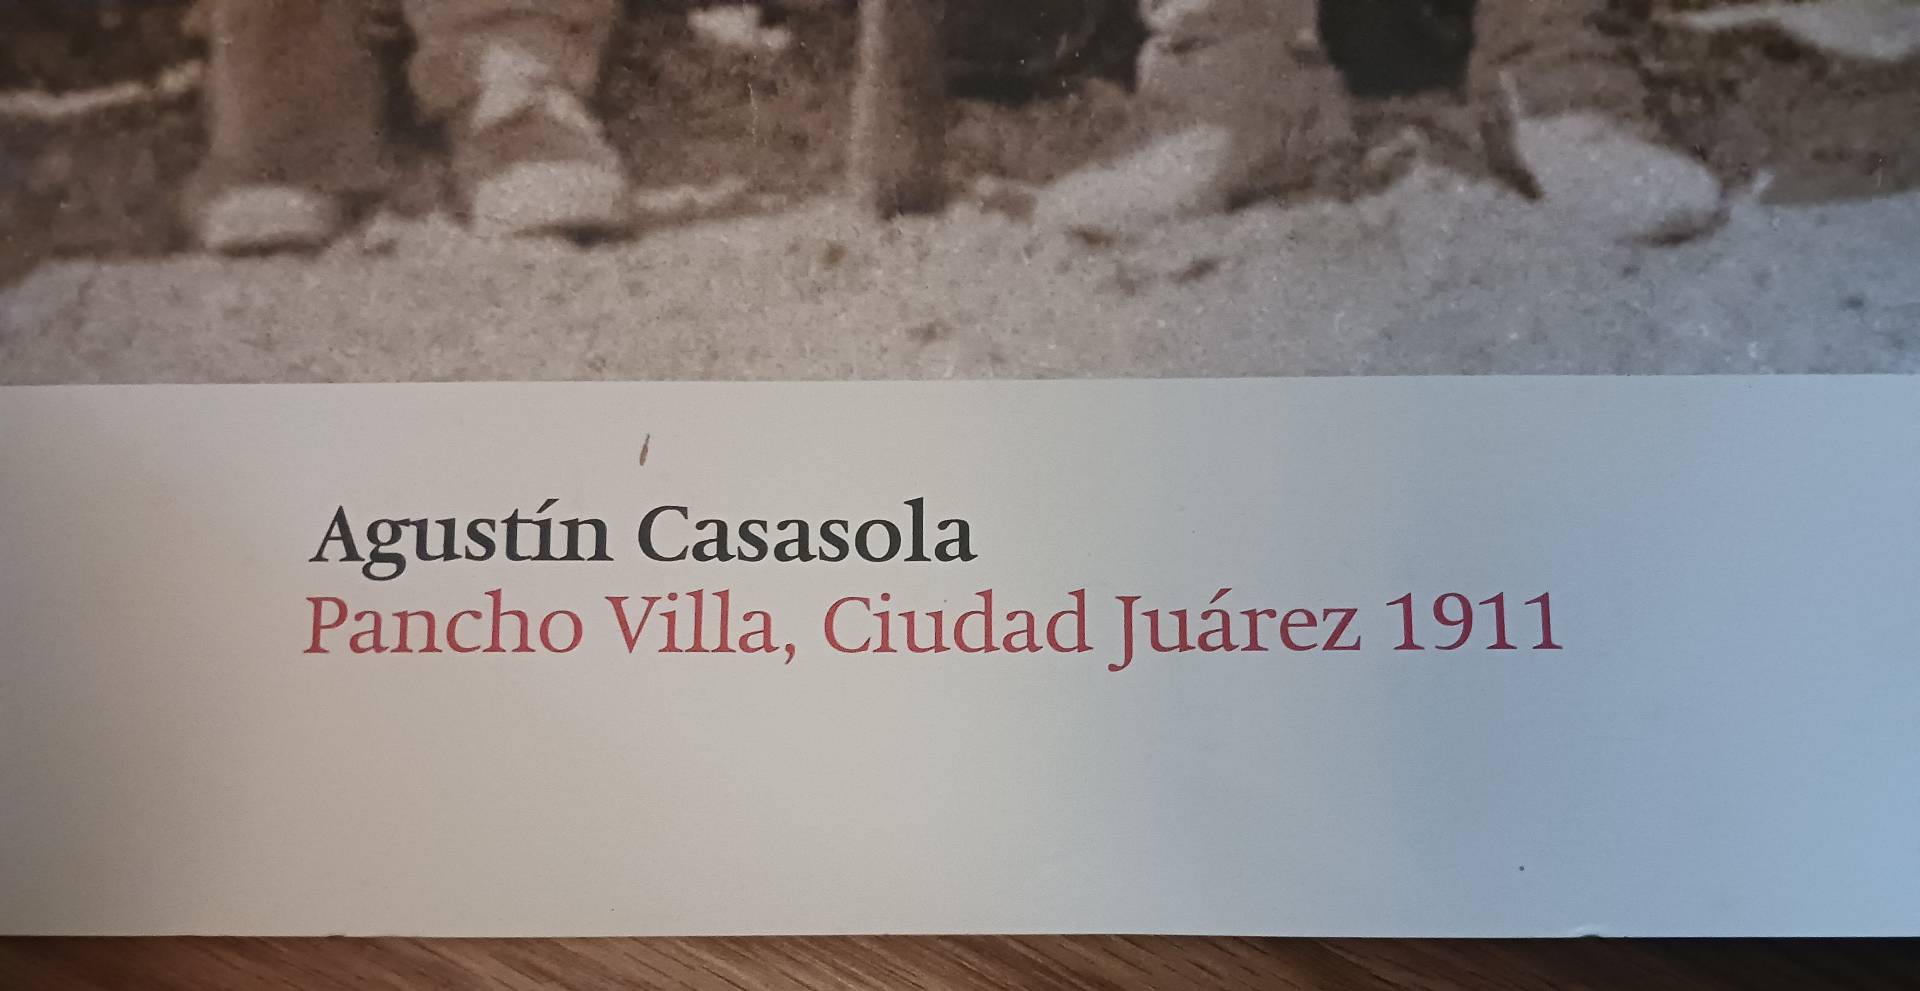 Agustín Casasola
Pancho Villa, Ciudad Juárez 1911